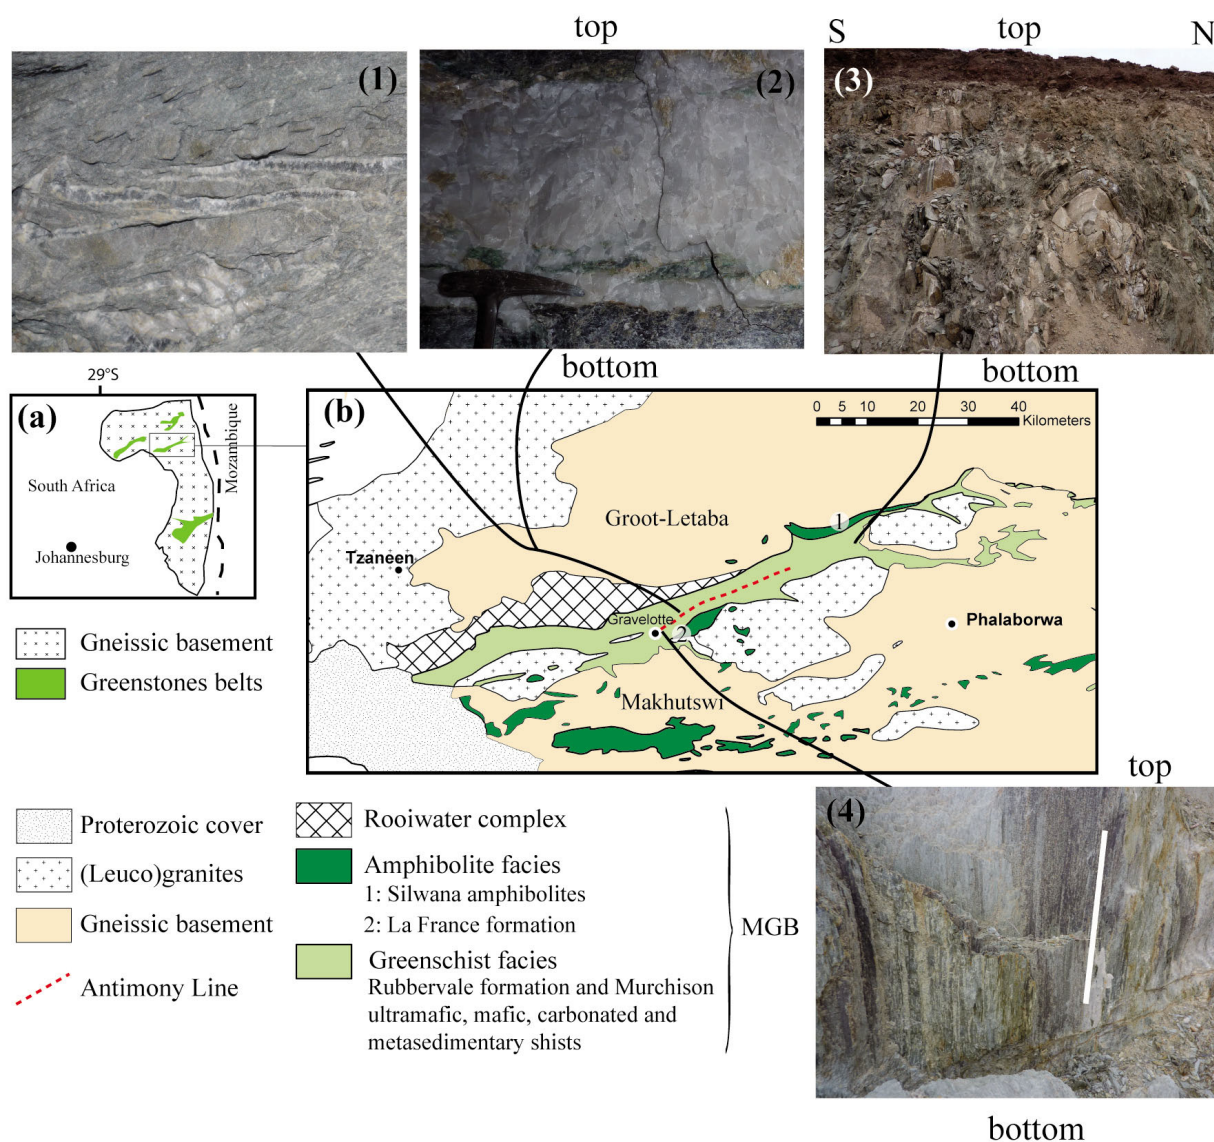 top
S
top
N
(1)
(2)
(3)
bottom
bottom
29°S
(a)
South Africa
Johannesburg
Mozambique
(b)
0 5 10 20 30 40
Kilometers
Groot-Letaba
Tzaneen
1
Gravelotte
2
Phalaborwa
Makhutswi
Gneissic basement
Greenstones belts
top
Proterozoic cover
(Leuco)granites
Gneissic basement
Antimony Line
Rooiwater complex
Amphibolite facies
1: Silwana amphibolites
2: La France formation
Greenschist facies
Rubbervale formation and Murchison
ultramafic, mafic, carbonated and
metasedimentary shists
MGB
(4)
bottom